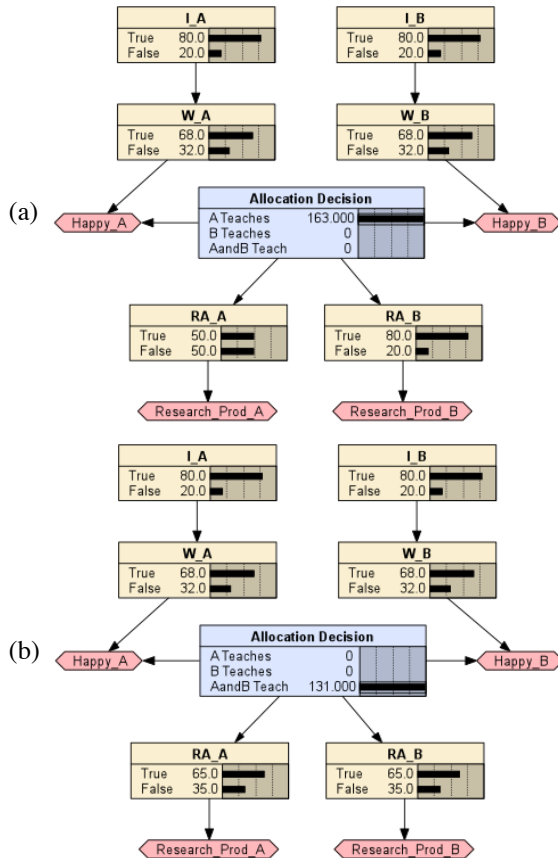 I_A
True 80.0
False 20.0
I_B
True 80.0
False 20.0
W_A
True 68.0
False 32.0
W_B
True 68.0
False 32.0
(a)
Happy_A
Allocation Decision
A Teaches 163.000
B Teaches 0
AandB Teach 0
Happy_B
RA_A
True 50.0
False 50.0
RA_B
True 80.0
False 20.0
Research_Prod_A
Research_Prod_B
I_A
True 80.0
False 20.0
I_B
True 80.0
False 20.0
W_A
True 68.0
False 32.0
W_B
True 68.0
False 32.0
(b)
Happy_A
Allocation Decision
A Teaches 0
B Teaches 0
AandB Teach 131.000
Happy_B
RA_A
True 65.0
False 35.0
RA_B
True 65.0
False 35.0
Research_Prod_A
Research_Prod_B